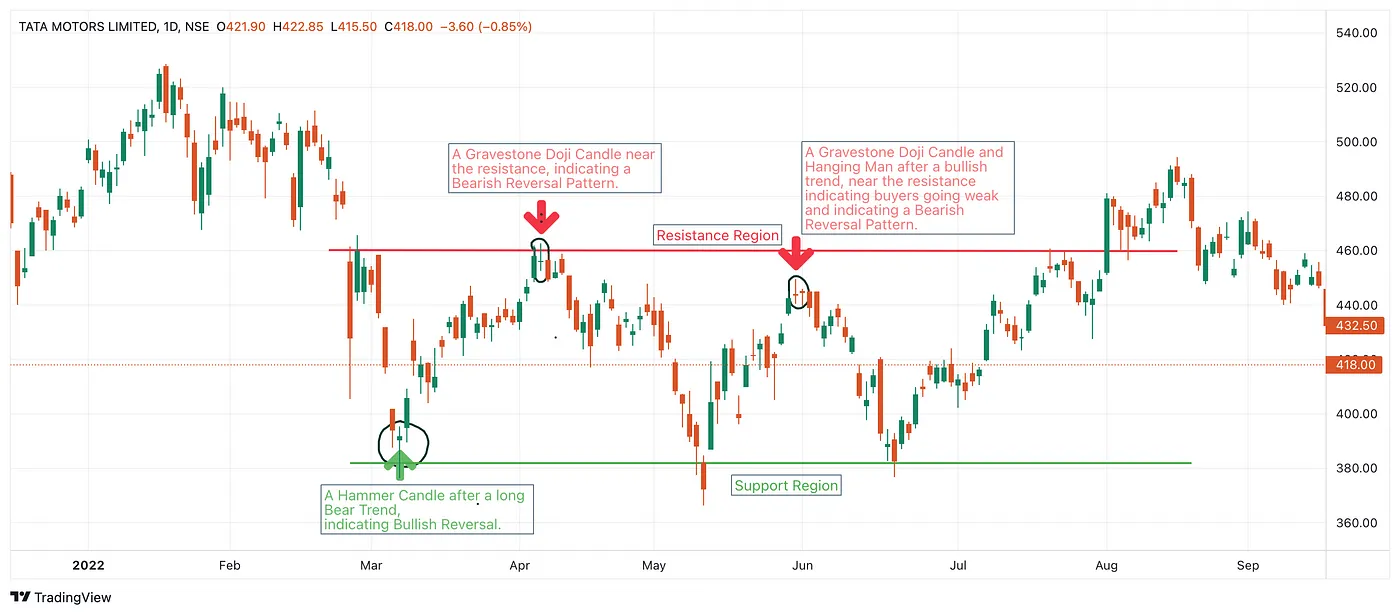 TATA MOTORS LIMITED, 1D, NSE O421.90 H422.85 L415.50 C418.00 −3.60 (−0.85%)
A Gravestone Doji Candle near
the resistance, indicating a
Bearish Reversal Pattern.
A Gravestone Doji Candle and
Hanging Man after a bullish
trend, near the resistance
indicating buyers going weak
and indicating a Bearish
Reversal Pattern.
Resistance Region
Support Region
A Hammer Candle after a long
Bear Trend,
indicating Bullish Reversal.
540.00
520.00
500.00
480.00
460.00
440.00
432.50
420.00
418.00
400.00
380.00
360.00
2022 Feb Mar Apr May Jun Jul Aug Sep
TradingView